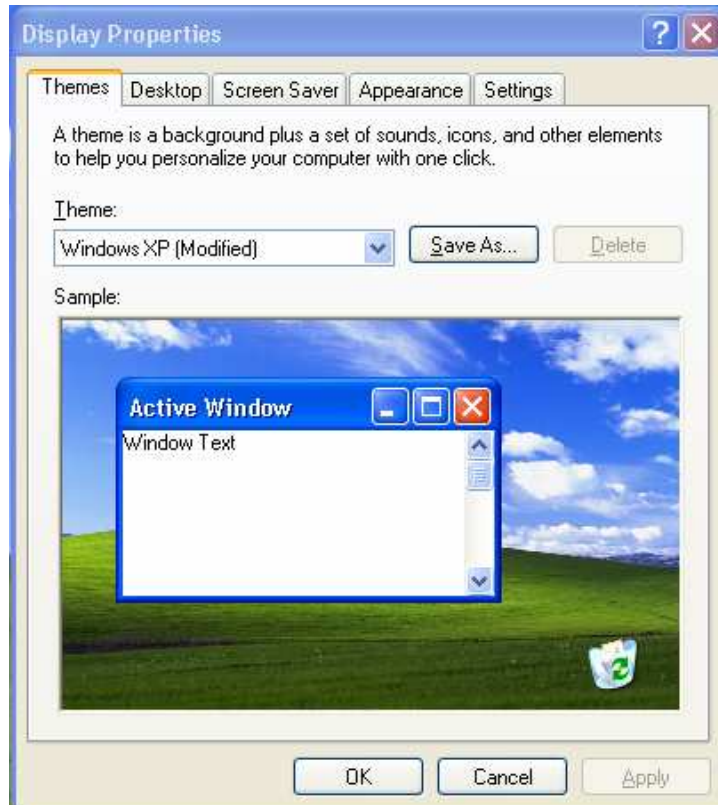 Display Properties
Themes Desktop Screen Saver Appearance Settings
A theme is a background plus a set of sounds, icons, and other elements
to help you personalize your computer with one click.
Theme:
Windows XP (Modified) Save As... Delete
Sample:
Active Window
Window Text
OK Cancel Apply